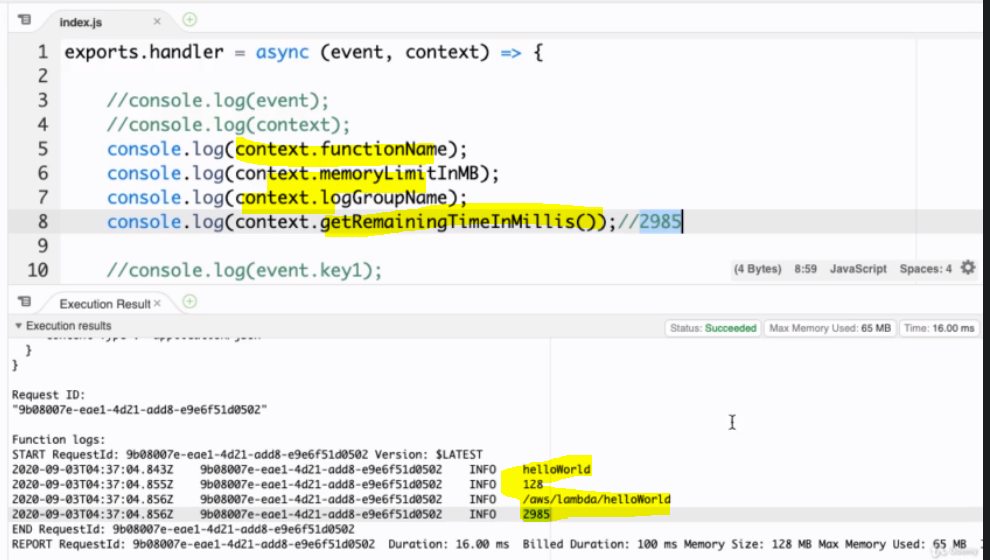 index.js
1 exports.handler = async (event, context) => {
2
3 //console.log(event);
4 //console.log(context);
5 console.log(context.functionName);
6 console.log(context.memoryLimitInMB);
7 console.log(context.logGroupName);
8 console.log(context.getRemainingTimeInMillis());//2985
9
10 //console.log(event.key1);
(4 Bytes) 8:59 JavaScript Spaces: 4
Execution Result
Execution results Status: Succeeded Max Memory Used: 65 MB Time: 16.00 ms
}
}
Request ID:
"9b08007e-eae1-4d21-add8-e9e6f51d0502"
Function logs:
START RequestId: 9b08007e-eae1-4d21-add8-e9e6f51d0502 Version: $LATEST
2020-09-03T04:37:04.843Z 9b08007e-eae1-4d21-add8-e9e6f51d0502 INFO helloWorld
2020-09-03T04:37:04.855Z 9b08007e-eae1-4d21-add8-e9e6f51d0502 INFO 128
2020-09-03T04:37:04.856Z 9b08007e-eae1-4d21-add8-e9e6f51d0502 INFO /aws/lambda/helloWorld
2020-09-03T04:37:04.856Z 9b08007e-eae1-4d21-add8-e9e6f51d0502 INFO 2985
END RequestId: 9b08007e-eae1-4d21-add8-e9e6f51d0502
REPORT RequestId: 9b08007e-eae1-4d21-add8-e9e6f51d0502 Duration: 16.00 ms Billed Duration: 100 ms Memory Size: 128 MB Max Memory Used: 65 MB